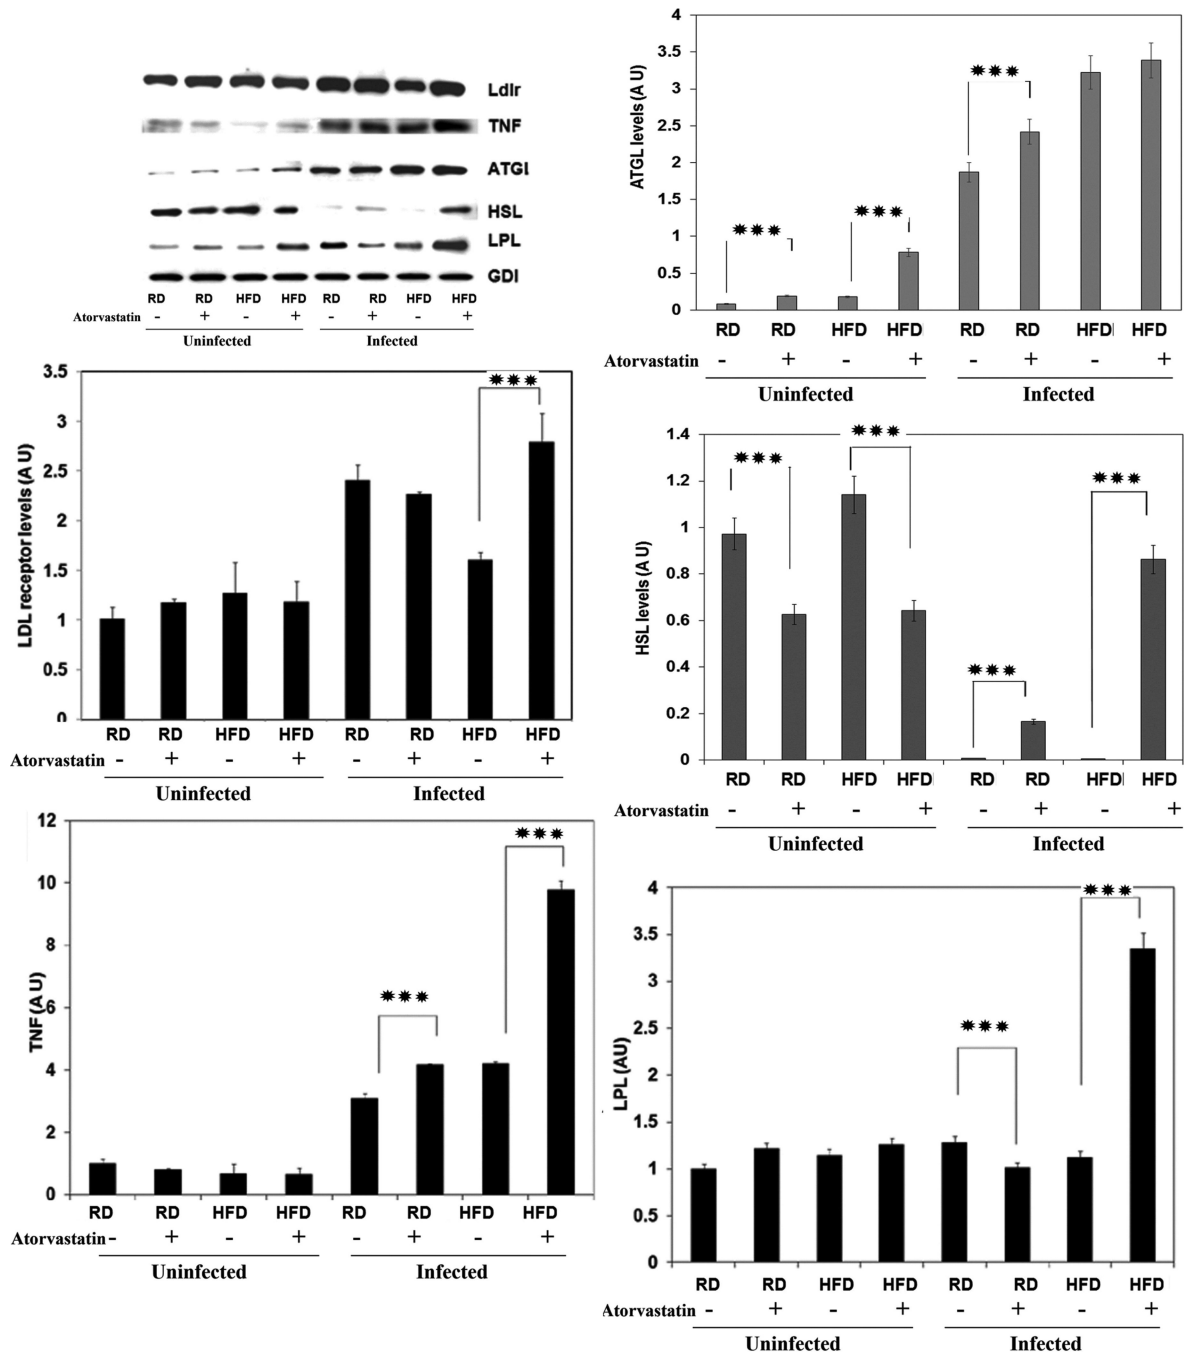 Ldlr
TNF
ATGL
HSL
LPL
GDI
RD RD HFD HFD RD RD HFD HFD
Atorvastatin - + - + - + - +
Uninfected Infected
ATGL levels (A U)
4
3.5
3
2.5
2
1.5
1
0.5
0
✷✷✷ ✷✷✷ ✷✷✷
RD RD HFD HFD RD RD HFD HFD
Atorvastatin - + - + - + - +
Uninfected Infected
LDL receptor levels (A U)
3.5
3
2.5
2
1.5
1
0.5
0
✷✷✷
RD RD HFD HFD RD RD HFD HFD
Atorvastatin - + - + - + - +
Uninfected Infected
HSL levels (A U)
1.4
1.2
1
0.8
0.6
0.4
0.2
0
✷✷✷ ✷✷✷ ✷✷✷ ✷✷✷
RD RD HFD HFD RD RD HFD HFD
Atorvastatin - + - + - + - +
Uninfected Infected
TNF (A U)
12
10
8
6
4
2
0
✷✷✷ ✷✷✷
RD RD HFD HFD RD RD HFD HFD
Atorvastatin - + - + - + - +
Uninfected Infected
LPL (AU)
4
3.5
3
2.5
2
1.5
1
0.5
0
✷✷✷ ✷✷✷
RD RD HFD HFD RD RD HFD HFD
Atorvastatin - + - + - + - +
Uninfected Infected